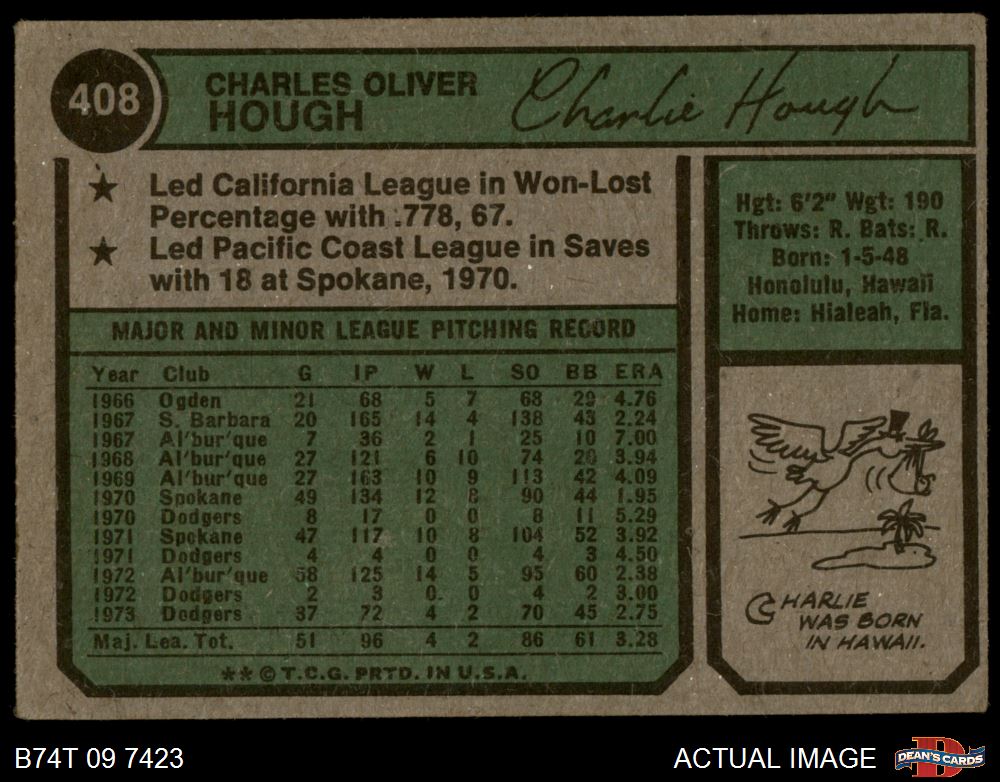 408
CHARLES OLIVER
HOUGH
Charlie Hough
★ Led California League in Won-Lost
Percentage with .778, 67.
★ Led Pacific Coast League in Saves
with 18 at Spokane, 1970.
Hgt: 6'2" Wgt: 190
Throws: R. Bats: R.
Born: 1-5-48
Honolulu, Hawaii
Home: Hialeah, Fla.
MAJOR AND MINOR LEAGUE PITCHING RECORD
Year Club G IP W L SO BB ERA
1966 Ogden 21 68 5 7 68 29 4.76
1967 S. Barbara 20 165 14 4 138 43 2.24
1967 Al'bur'que 7 36 2 1 25 10 7.00
1968 Al'bur'que 27 121 6 10 74 20 3.94
1969 Al'bur'que 27 163 10 9 113 42 4.09
1970 Spokane 49 134 12 8 90 44 1.95
1970 Dodgers 8 17 0 0 8 11 5.29
1971 Spokane 47 117 10 8 104 52 3.92
1971 Dodgers 4 4 0 0 4 3 4.50
1972 Al'bur'que 58 125 14 5 95 60 2.38
1972 Dodgers 2 3 0 0 4 2 3.00
1973 Dodgers 37 72 4 2 70 45 2.75
Maj. Lea. Tot. 51 96 4 2 86 61 3.28
**© T.C.G. PRTD. IN U.S.A.
CHARLIE
WAS BORN
IN HAWAII.
B74T 09 7423
ACTUAL IMAGE
D
DEAN'S CARDS